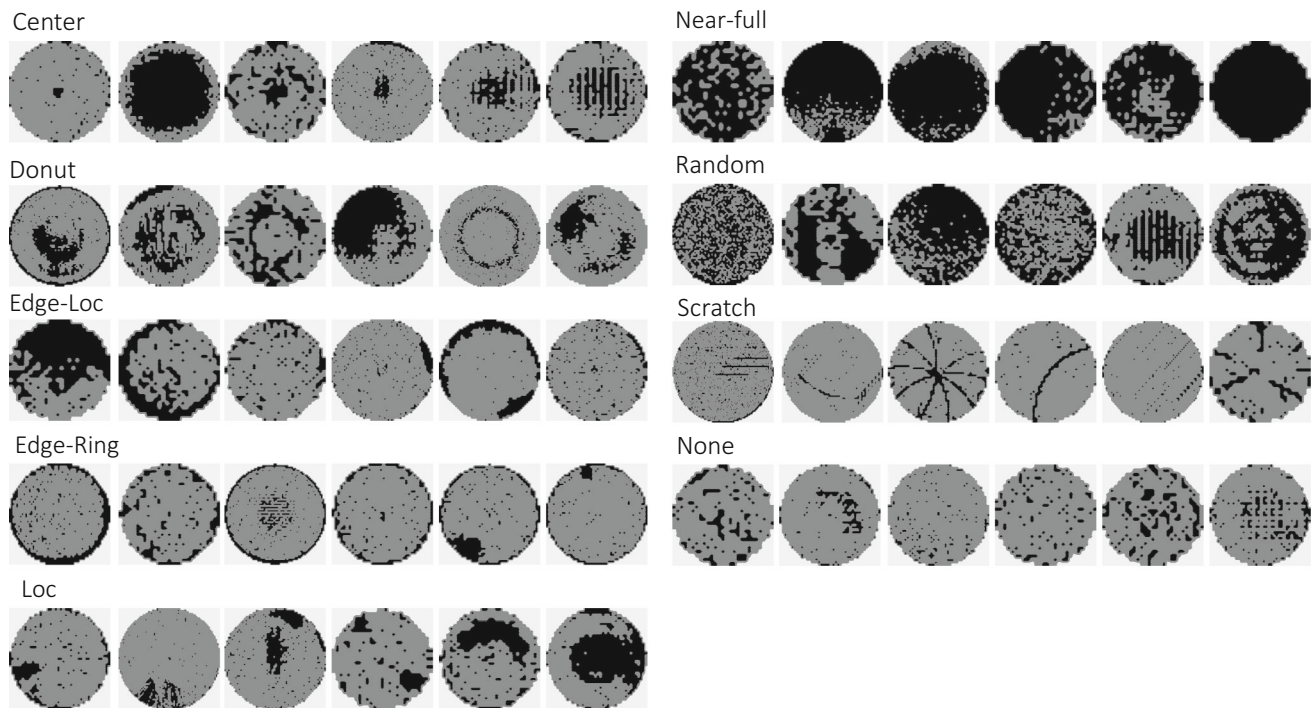 Center
Donut
Edge-Loc
Edge-Ring
Loc
Near-full
Random
Scratch
None